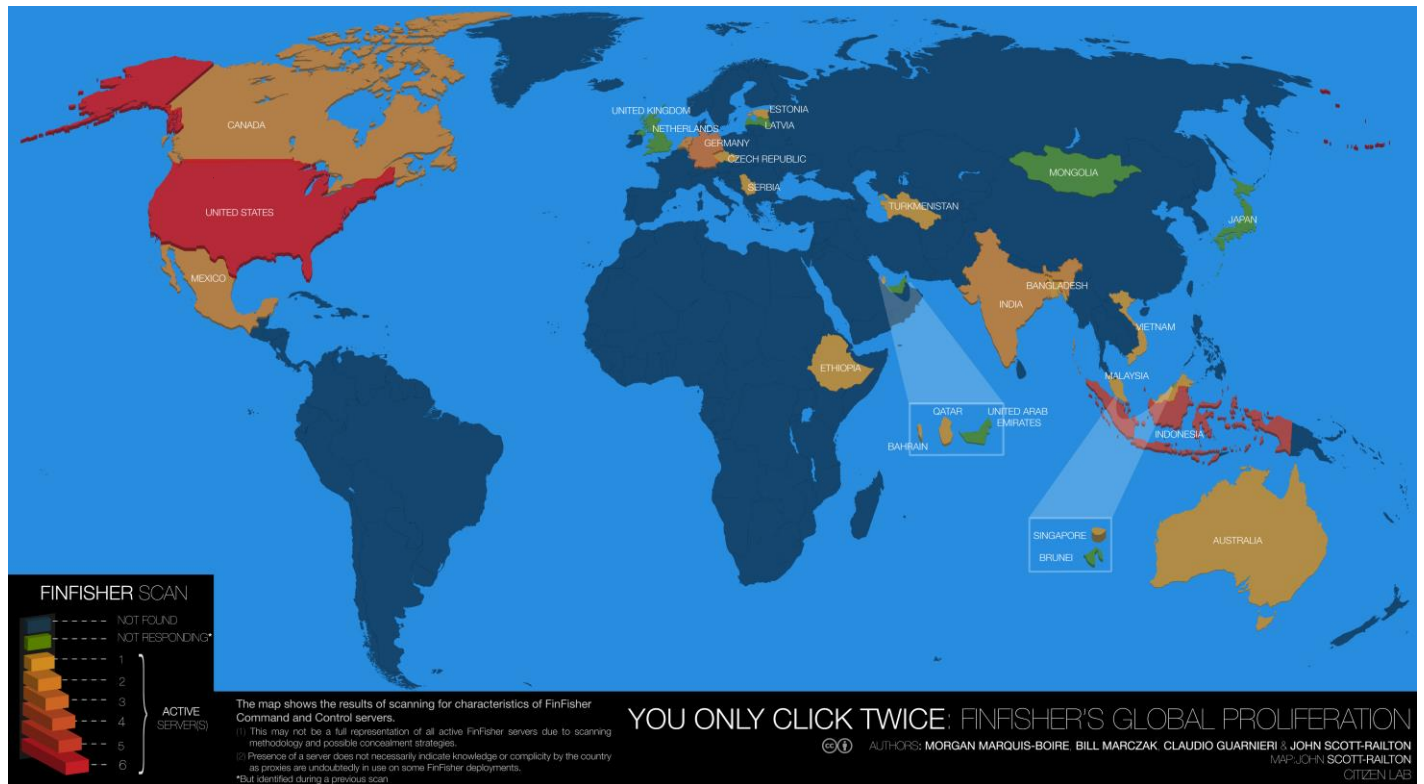 CANADA
UNITED STATES
MEXICO
UNITED KINGDOM
NETHERLANDS
GERMANY
CZECH REPUBLIC
SERBIA
ESTONIA
LATVIA
TURKMENISTAN
MONGOLIA
JAPAN
INDIA
BANGLADESH
VIETNAM
ETHIOPIA
MALAYSIA
INDONESIA
QATAR
UNITED ARAB
EMIRATES
BAHRAIN
SINGAPORE
BRUNEI
AUSTRALIA
FINFISHER SCAN
NOT FOUND
NOT RESPONDING*
1
2
3
4
5
6
ACTIVE
SERVER(S)
The map shows the results of scanning for characteristics of FinFisher
Command and Control servers.
(1) This may not be a full representation of all active FinFisher servers due to scanning
methodology and possible concealment strategies.
(2) Presence of a server does not necessarily indicate knowledge or complicity by the country
as proxies are undoubtedly in use on some FinFisher deployments.
*But identified during a previous scan
YOU ONLY CLICK TWICE: FINFISHER'S GLOBAL PROLIFERATION
AUTHORS: MORGAN MARQUIS-BOIRE, BILL MARCZAK, CLAUDIO GUARNIERI & JOHN SCOTT-RAILTON
MAP:JOHN SCOTT-RAILTON
CITIZEN LAB